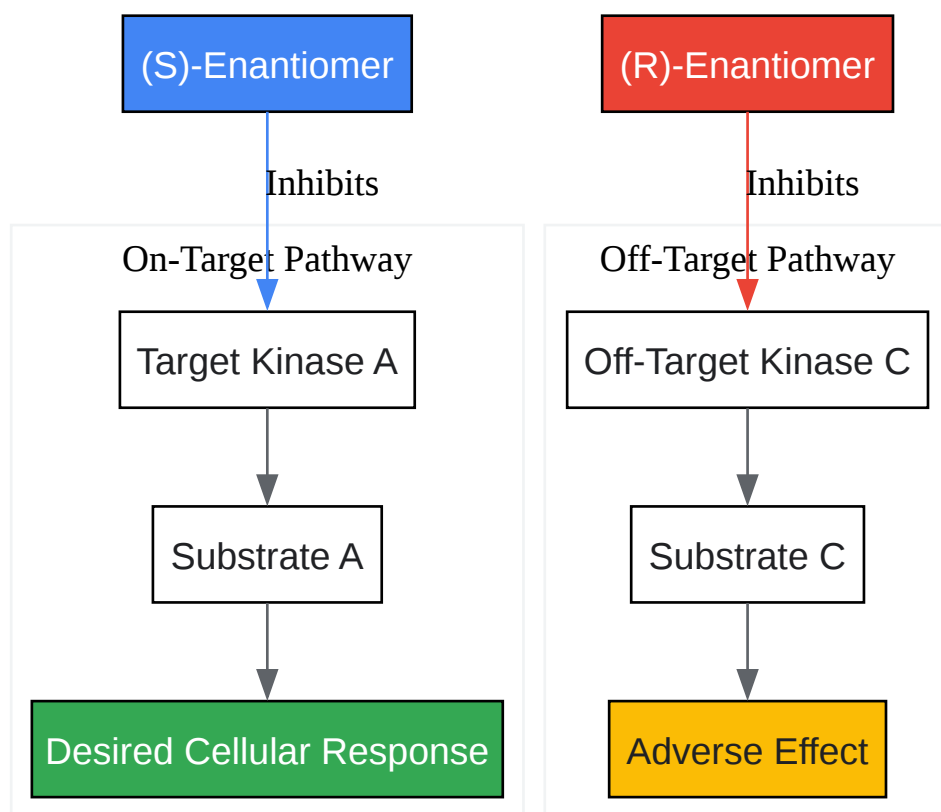 (S)-Enantiomer
(R)-Enantiomer
Inhibits
Inhibits
On-Target Pathway
Off-Target Pathway
Target Kinase A
Off-Target Kinase C
Substrate A
Substrate C
Desired Cellular Response
Adverse Effect